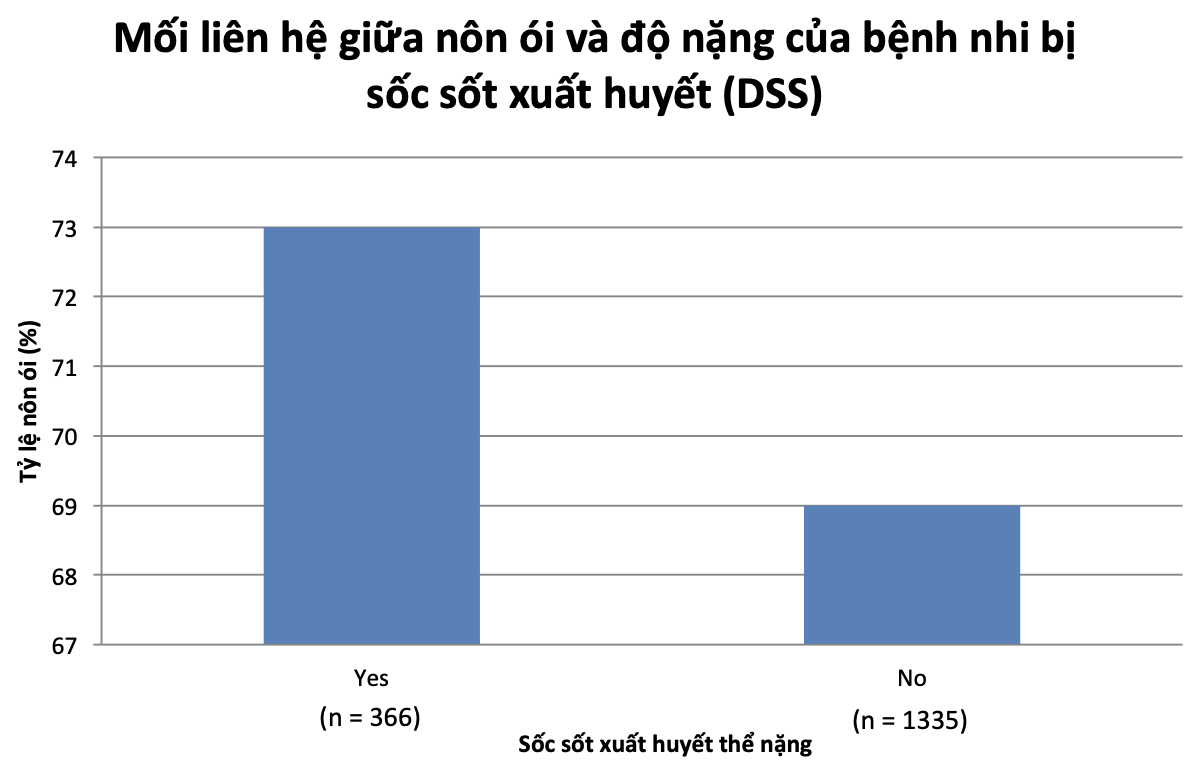 Mối liên hệ giữa nôn ói và độ nặng của bệnh nhi bị
sốc sốt xuất huyết (DSS)
74
73
72
71
70
69
68
67
Tỷ lệ nôn ói (%)
Yes
No
(n = 366)
(n = 1335)
Sốc sốt xuất huyết thể nặng